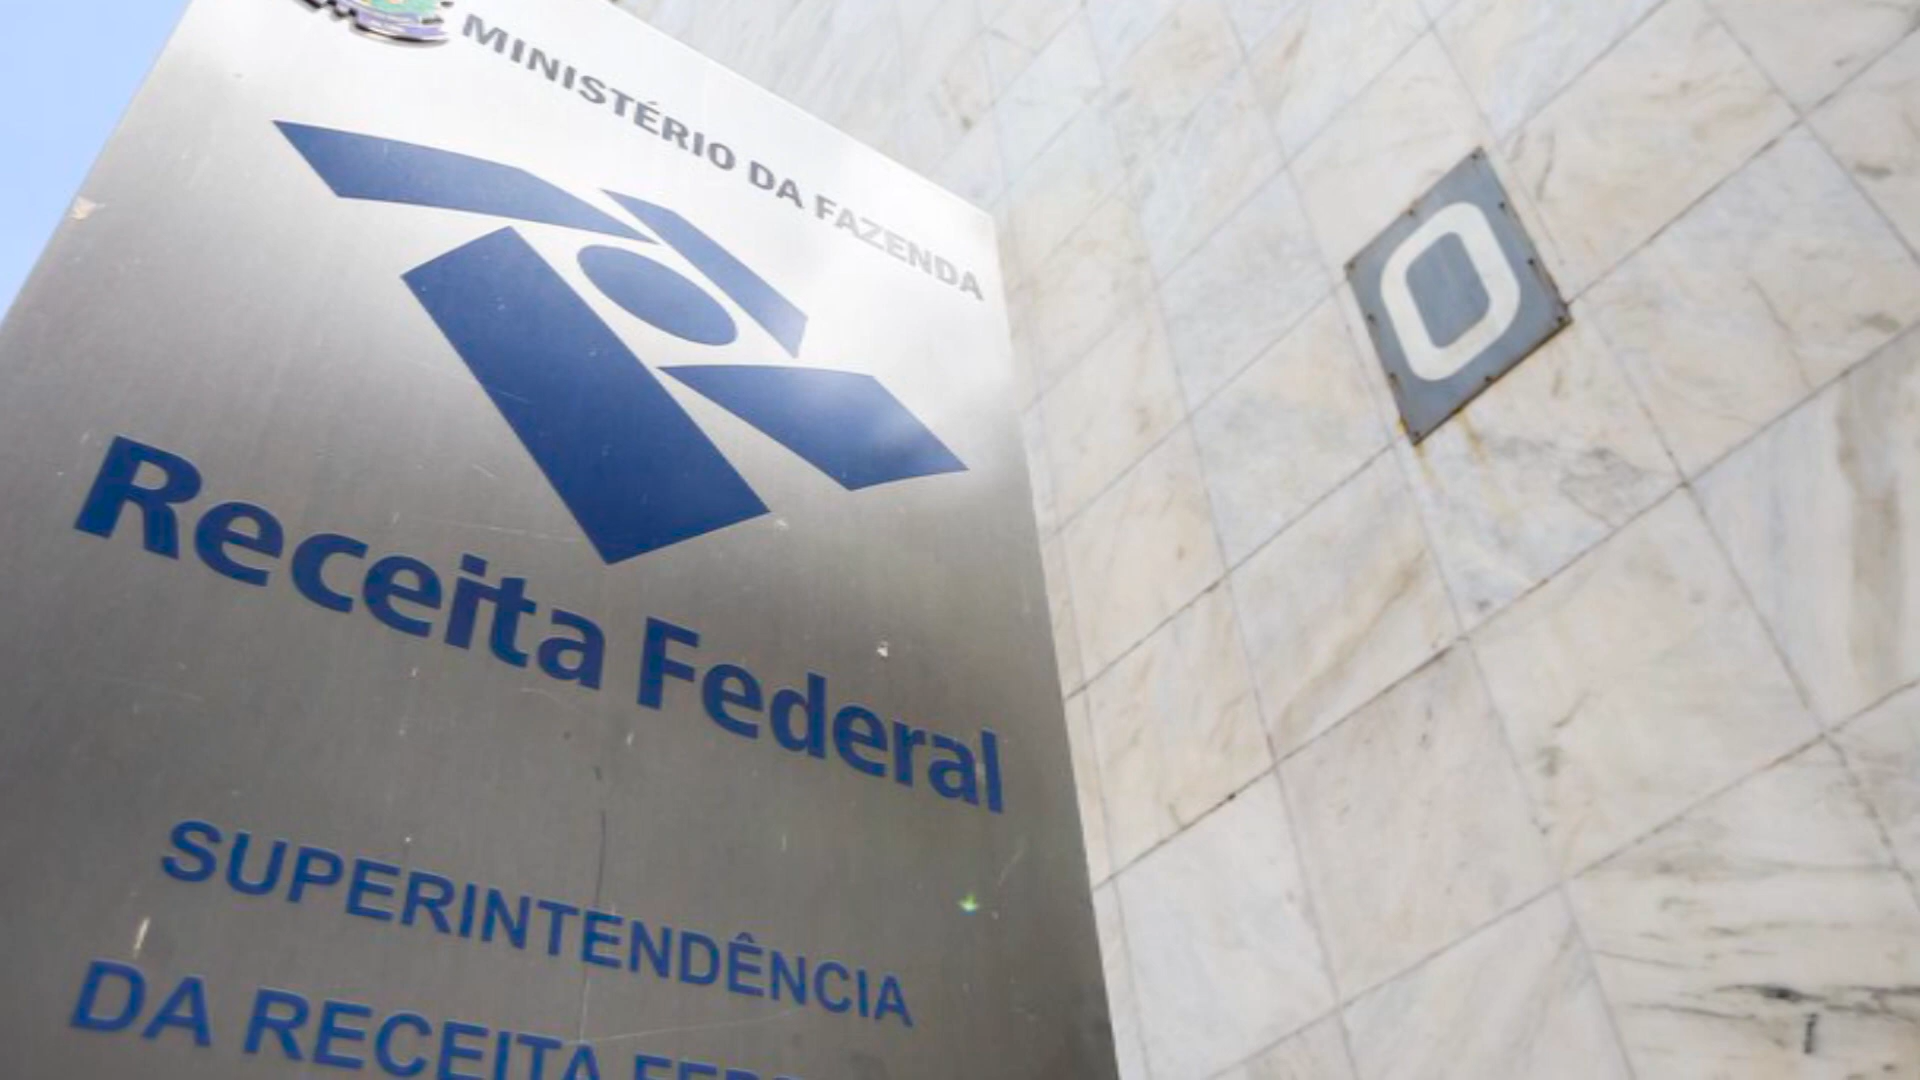 MINISTÉRIO DA FAZENDA
Receita Federal
SUPERINTENDÊNCIA
DA RECEITA
O